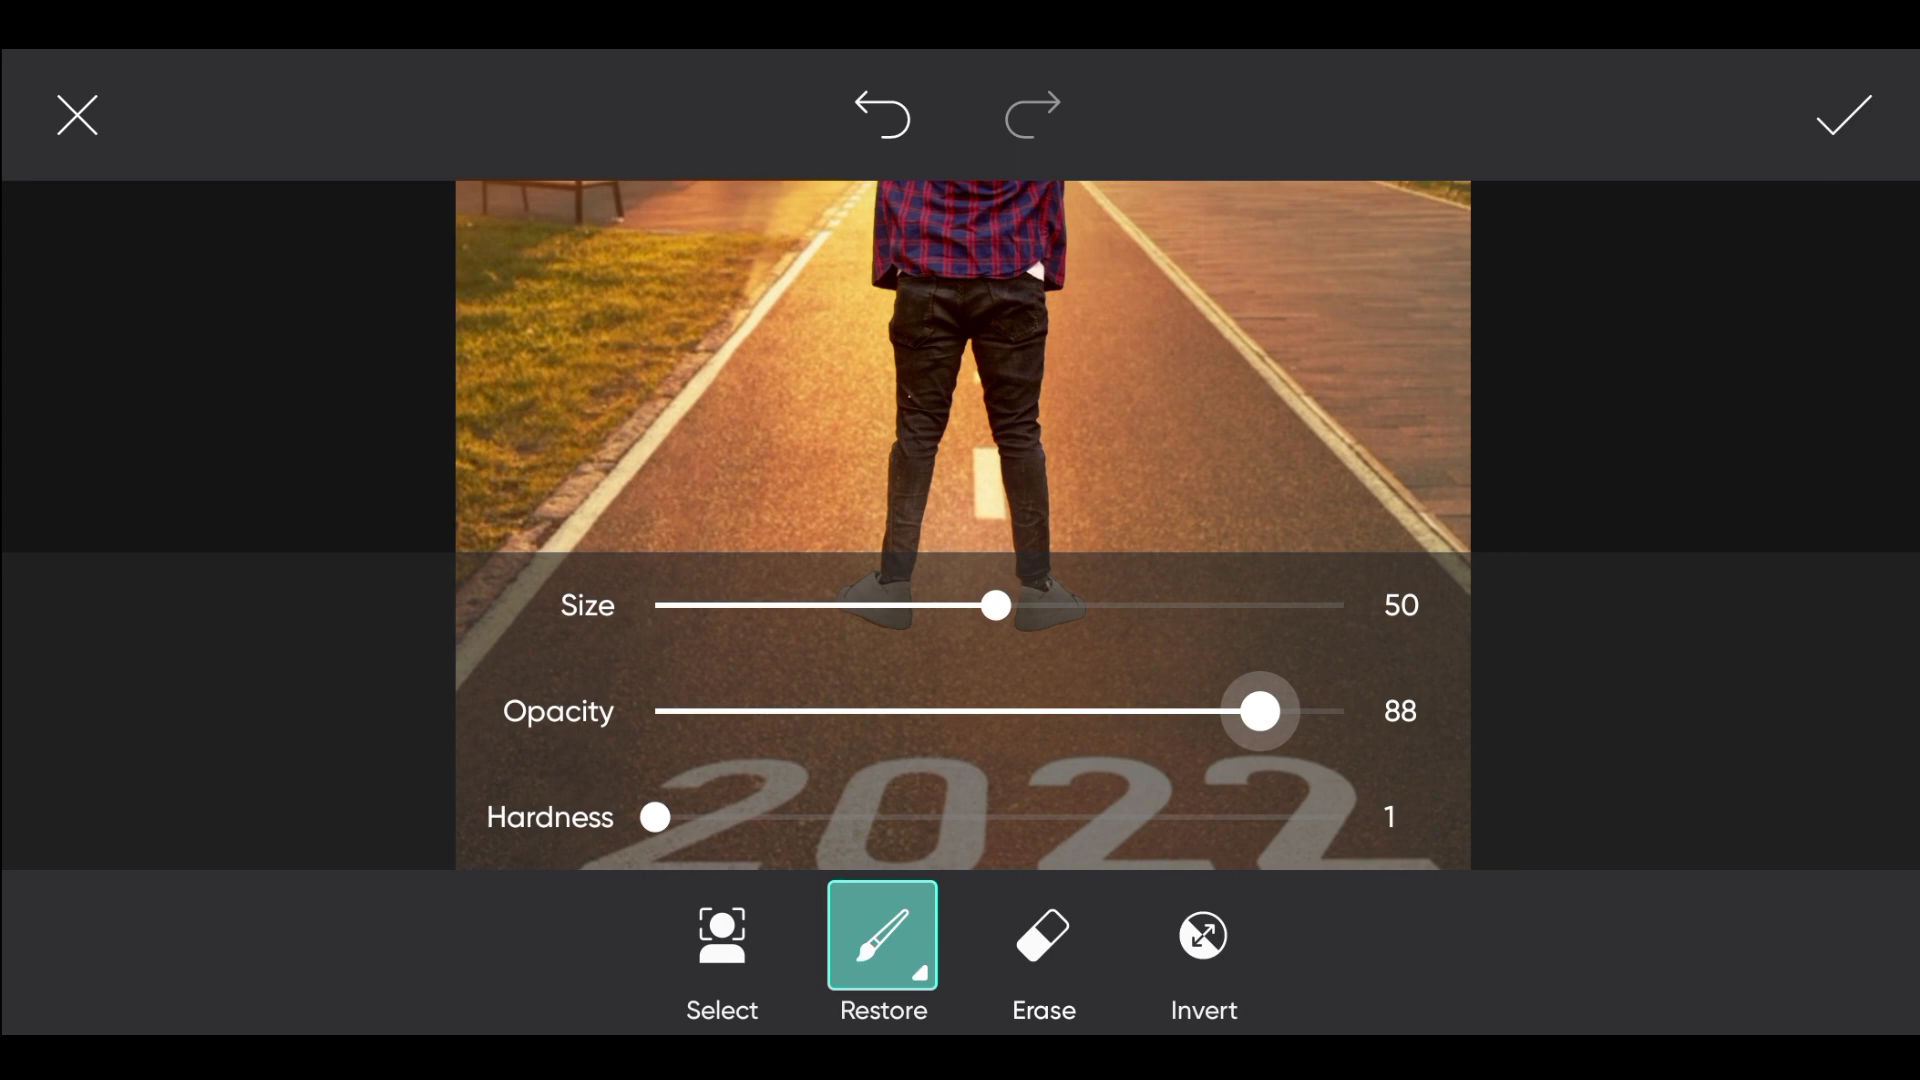 Size 50
Opacity 88
Hardness 1
2022
Select Restore Erase Invert